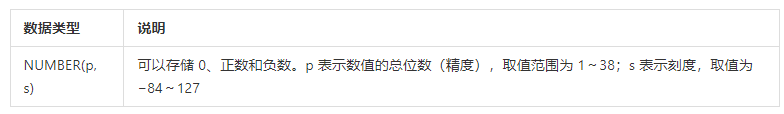 数据类型 说明
NUMBER(p, 可以存储 0、正数和负数。p 表示数值的总位数（精度），取值范围为 1～38；s 表示刻度，取值为
s) −84～127